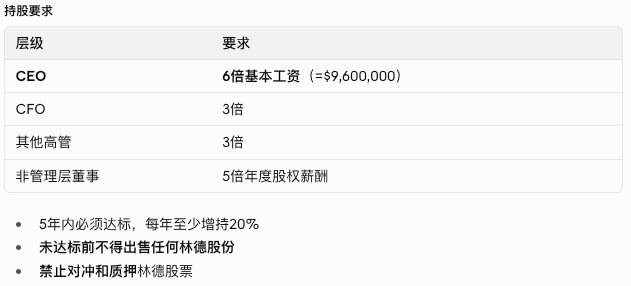 持股要求
层级 要求
CEO 6倍基本工资（=$9,600,000）
CFO 3倍
其他高管 3倍
非管理层董事 5倍年度股权薪酬
• 5年内必须达标，每年至少增持20%
• 未达标前不得出售任何林德股份
• 禁止对冲和质押林德股票